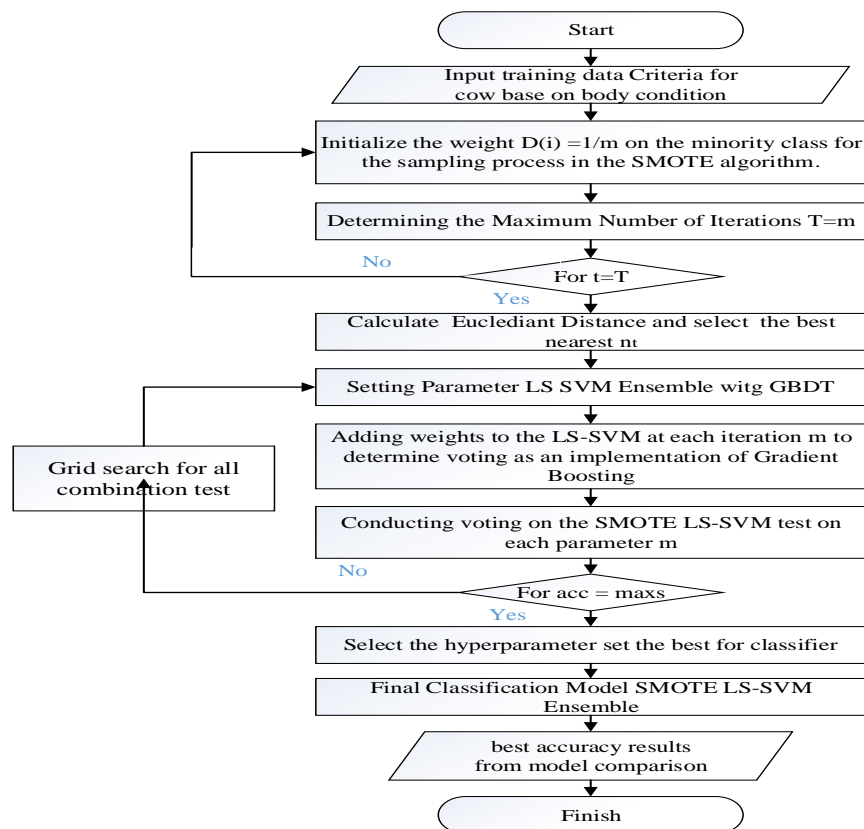 Start
Input training data Criteria for
cow base on body condition
Initialize the weight D(i) =1/m on the minority class for
the sampling process in the SMOTE algorithm.
Determining the Maximum Number of Iterations T=m
No
For t=T
Yes
Calculate Euclediant Distance and select the best
nearest nt
Setting Parameter LS SVM Ensemble witg GBDT
Adding weights to the LS-SVM at each iteration m to
determine voting as an implementation of Gradient
Boosting
Grid search for all
combination test
Conducting voting on the SMOTE LS-SVM test on
each parameter m
No
For acc = maxs
Yes
Select the hyperparameter set the best for classifier
Final Classification Model SMOTE LS-SVM
Ensemble
best accuracy results
from model comparison
Finish